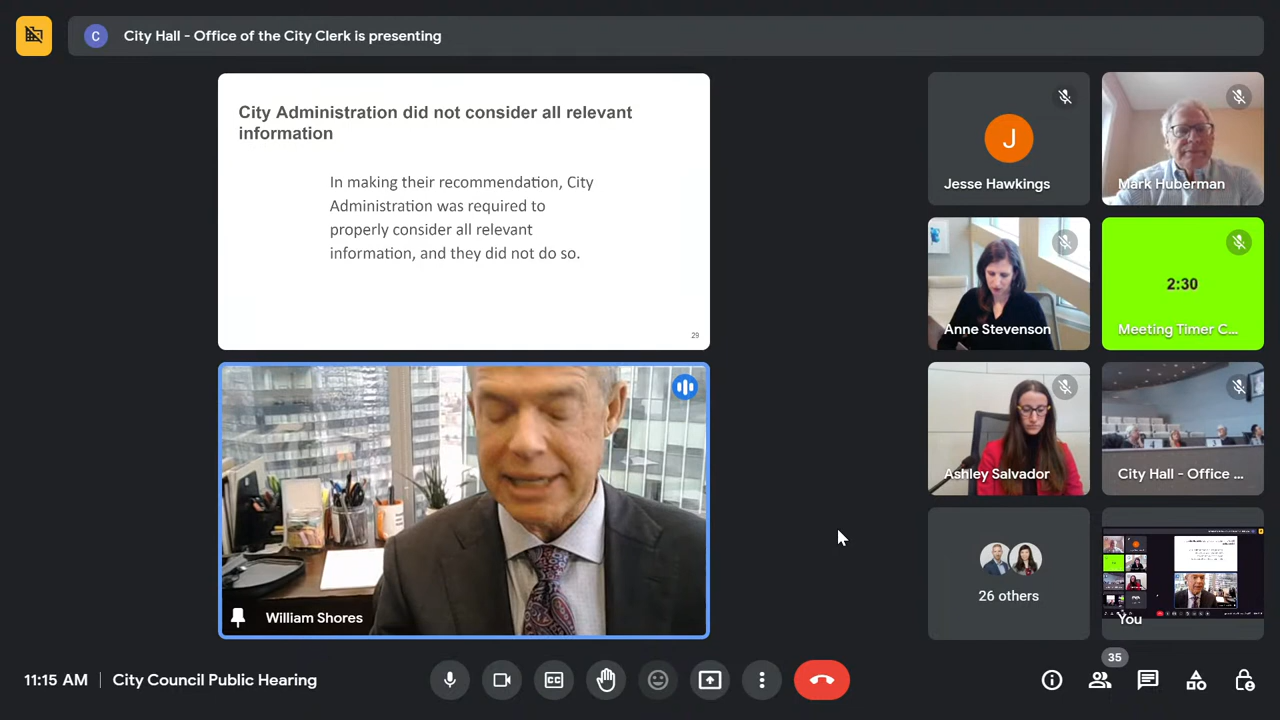 C
City Hall - Office of the City Clerk is presenting
City Administration did not consider all relevant
information
In making their recommendation, City
Administration was required to
properly consider all relevant
information, and they did not do so.
29
William Shores
J
Jesse Hawkings
Mark Huberman
Anne Stevenson
2:30
Meeting Timer C...
Ashley Salvador
City Hall - Office ...
26 others
You
11:15 AM | City Council Public Hearing
CC
35